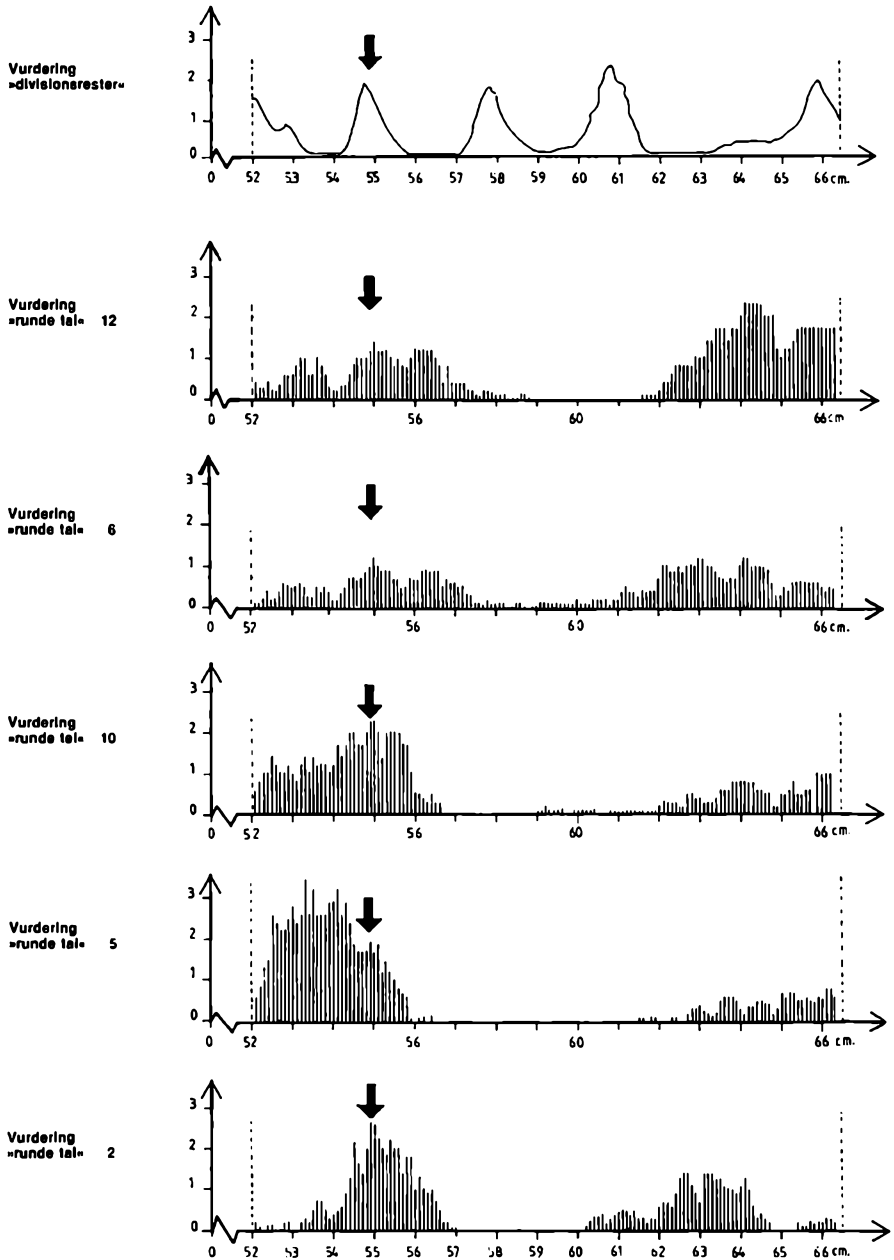 3
Vurdering
»divisionsrester«
2
1
0
0 52 53 54 55 56 57 58 59 60 61 62 63 64 65 66 cm.
3
Vurdering
»runde tal« 12
2
1
0
0 52 56 60 66 cm
3
Vurdering
»runde tal« 6
2
1
0
0 52 56 60 66 cm.
3
Vurdering
»runde tal« 10
2
1
0
0 52 56 60 66 cm.
3
Vurdering
»runde tal« 5
2
1
0
0 52 56 60 66 cm.
3
Vurdering
»runde tal« 2
2
1
0
0 52 53 54 55 56 57 58 59 60 61 62 63 64 65 66 cm.